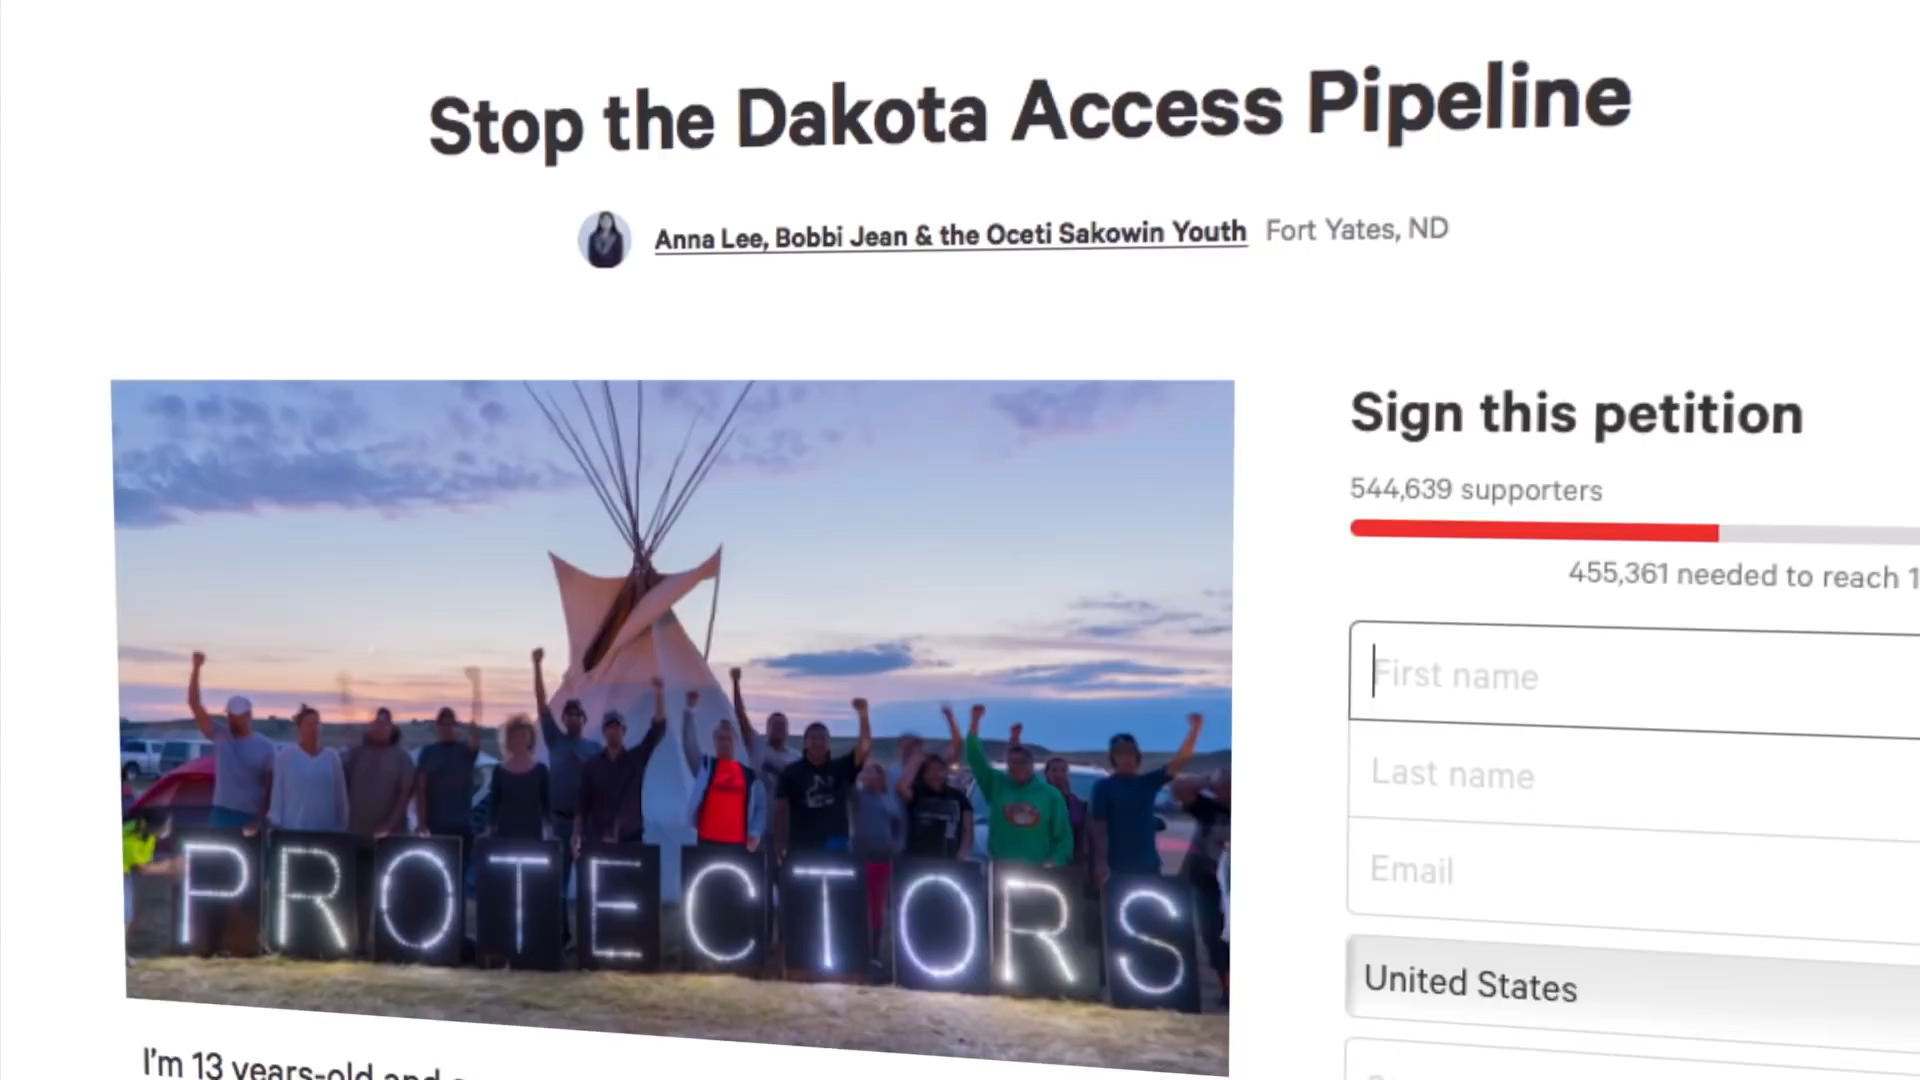 Stop the Dakota Access Pipeline
Anna Lee, Bobbi Jean & the Oceti Sakowin Youth Fort Yates, ND
PROTECTORS
I'm 13 years-old and
Sign this petition
544,639 supporters
455,361 needed to reach 1
First name
Last name
Email
United States